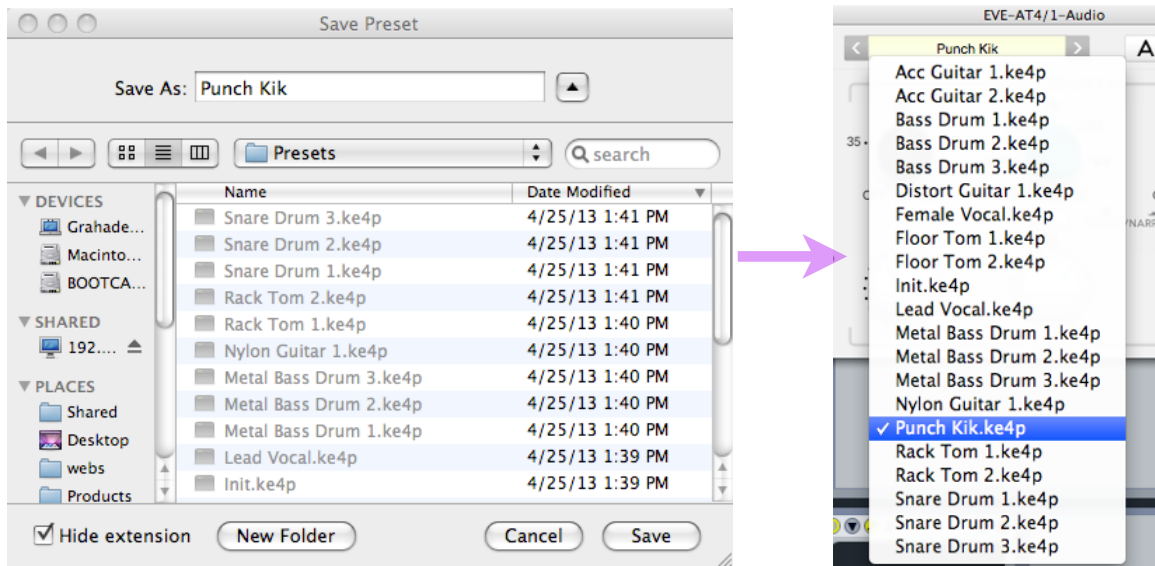 Save Preset
Save As: Punch Kik
Presets
search
Name Date Modified
DEVICES
Grahade...
Macinto...
BOOTCA...
SHARED
192....
PLACES
Shared
Desktop
webs
Products
Snare Drum 3.ke4p 4/25/13 1:41 PM
Snare Drum 2.ke4p 4/25/13 1:41 PM
Snare Drum 1.ke4p 4/25/13 1:41 PM
Rack Tom 2.ke4p 4/25/13 1:41 PM
Rack Tom 1.ke4p 4/25/13 1:40 PM
Nylon Guitar 1.ke4p 4/25/13 1:40 PM
Metal Bass Drum 3.ke4p 4/25/13 1:40 PM
Metal Bass Drum 2.ke4p 4/25/13 1:40 PM
Metal Bass Drum 1.ke4p 4/25/13 1:40 PM
Lead Vocal.ke4p 4/25/13 1:39 PM
Init.ke4p 4/25/13 1:39 PM
Hide extension
New Folder
Cancel
Save
EVE-AT4/1-Audio
Punch Kik
A
35
Acc Guitar 1.ke4p
Acc Guitar 2.ke4p
Bass Drum 1.ke4p
Bass Drum 2.ke4p
Bass Drum 3.ke4p
Distort Guitar 1.ke4p
Female Vocal.ke4p
Floor Tom 1.ke4p
Floor Tom 2.ke4p
Init.ke4p
Lead Vocal.ke4p
Metal Bass Drum 1.ke4p
Metal Bass Drum 2.ke4p
Metal Bass Drum 3.ke4p
Nylon Guitar 1.ke4p
Punch Kik.ke4p
Rack Tom 1.ke4p
Rack Tom 2.ke4p
Snare Drum 1.ke4p
Snare Drum 2.ke4p
Snare Drum 3.ke4p